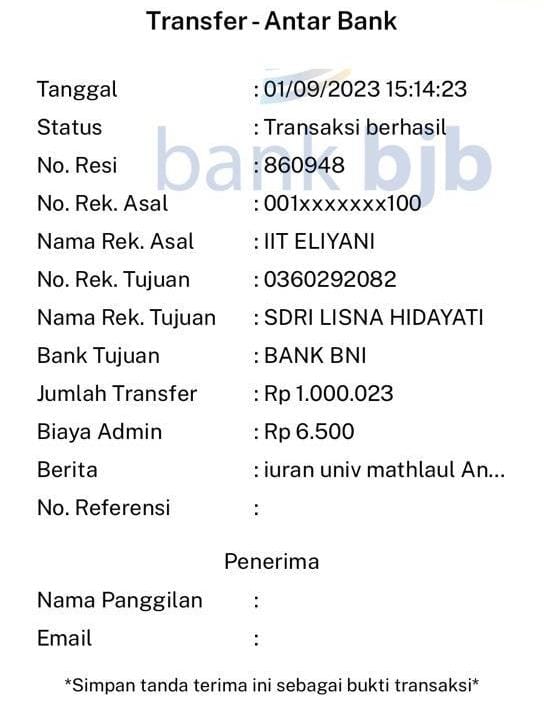 Transfer - Antar Bank
bank bjb
Tanggal : 01/09/2023 15:14:23
Status : Transaksi berhasil
No. Resi : 860948
No. Rek. Asal : 001xxxxxxx100
Nama Rek. Asal : IIT ELIYANI
No. Rek. Tujuan : 0360292082
Nama Rek. Tujuan : SDRI LISNA HIDAYATI
Bank Tujuan : BANK BNI
Jumlah Transfer : Rp 1.000.023
Biaya Admin : Rp 6.500
Berita : iuran univ mathlaul An...
No. Referensi :
Penerima
Nama Panggilan :
Email :
*Simpan tanda terima ini sebagai bukti transaksi*